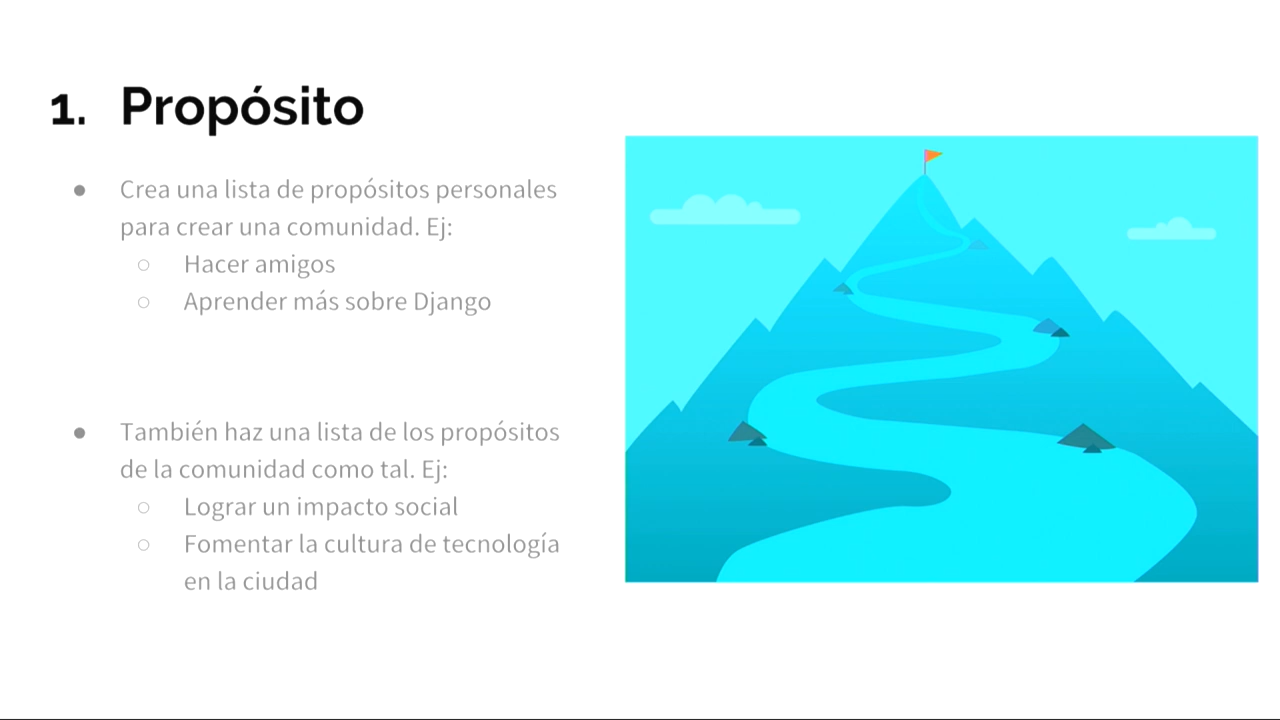 1. Propósito
● Crea una lista de propósitos personales
para crear una comunidad. Ej:
○ Hacer amigos
○ Aprender más sobre Django
● También haz una lista de los propósitos
de la comunidad como tal. Ej:
○ Lograr un impacto social
○ Fomentar la cultura de tecnología
en la ciudad